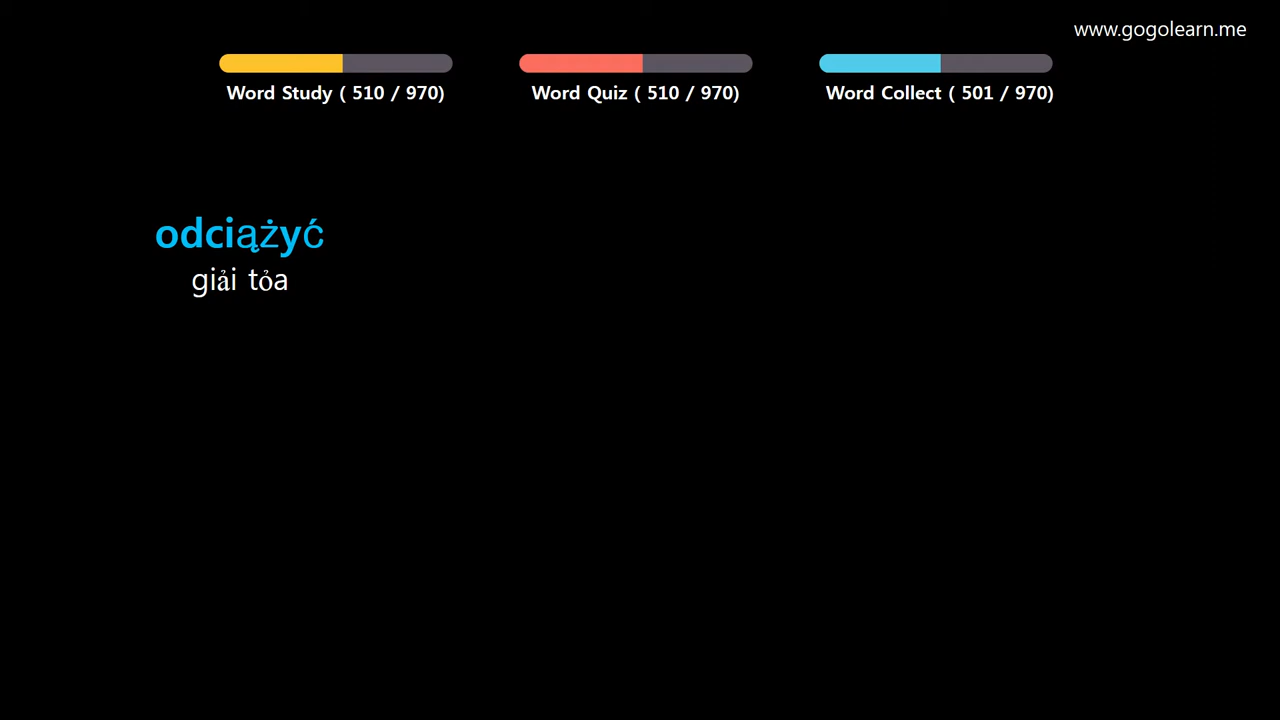 www.gogolearn.me
Word Study ( 510 / 970)
Word Quiz ( 510 / 970)
Word Collect ( 501 / 970)
odciążyć
giải tỏa